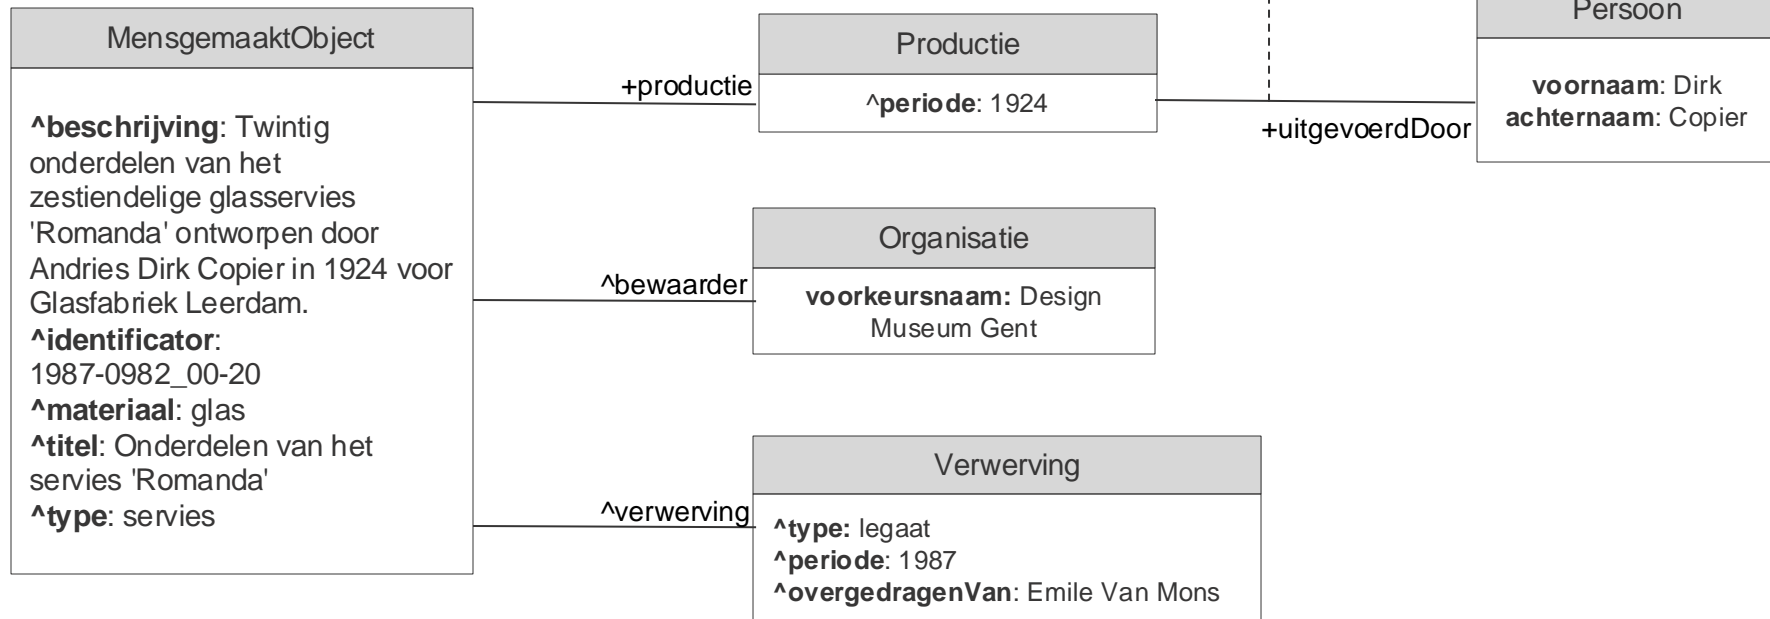 MensgemaaktObject
^beschrijving: Twintig
onderdelen van het
zestiendelige glasservies
'Romanda' ontworpen door
Andries Dirk Copier in 1924 voor
Glasfabriek Leerdam.
^identificator:
1987-0982_00-20
^materiaal: glas
^titel: Onderdelen van het
servies 'Romanda'
^type: servies
+productie
Productie
^periode: 1924
+uitgevoerdDoor
Persoon
voornaam: Dirk
achternaam: Copier
^bewaarder
Organisatie
voorkeursnaam: Design
Museum Gent
^verwerving
Verwerving
^type: legaat
^periode: 1987
^overgedragenVan: Emile Van Mons